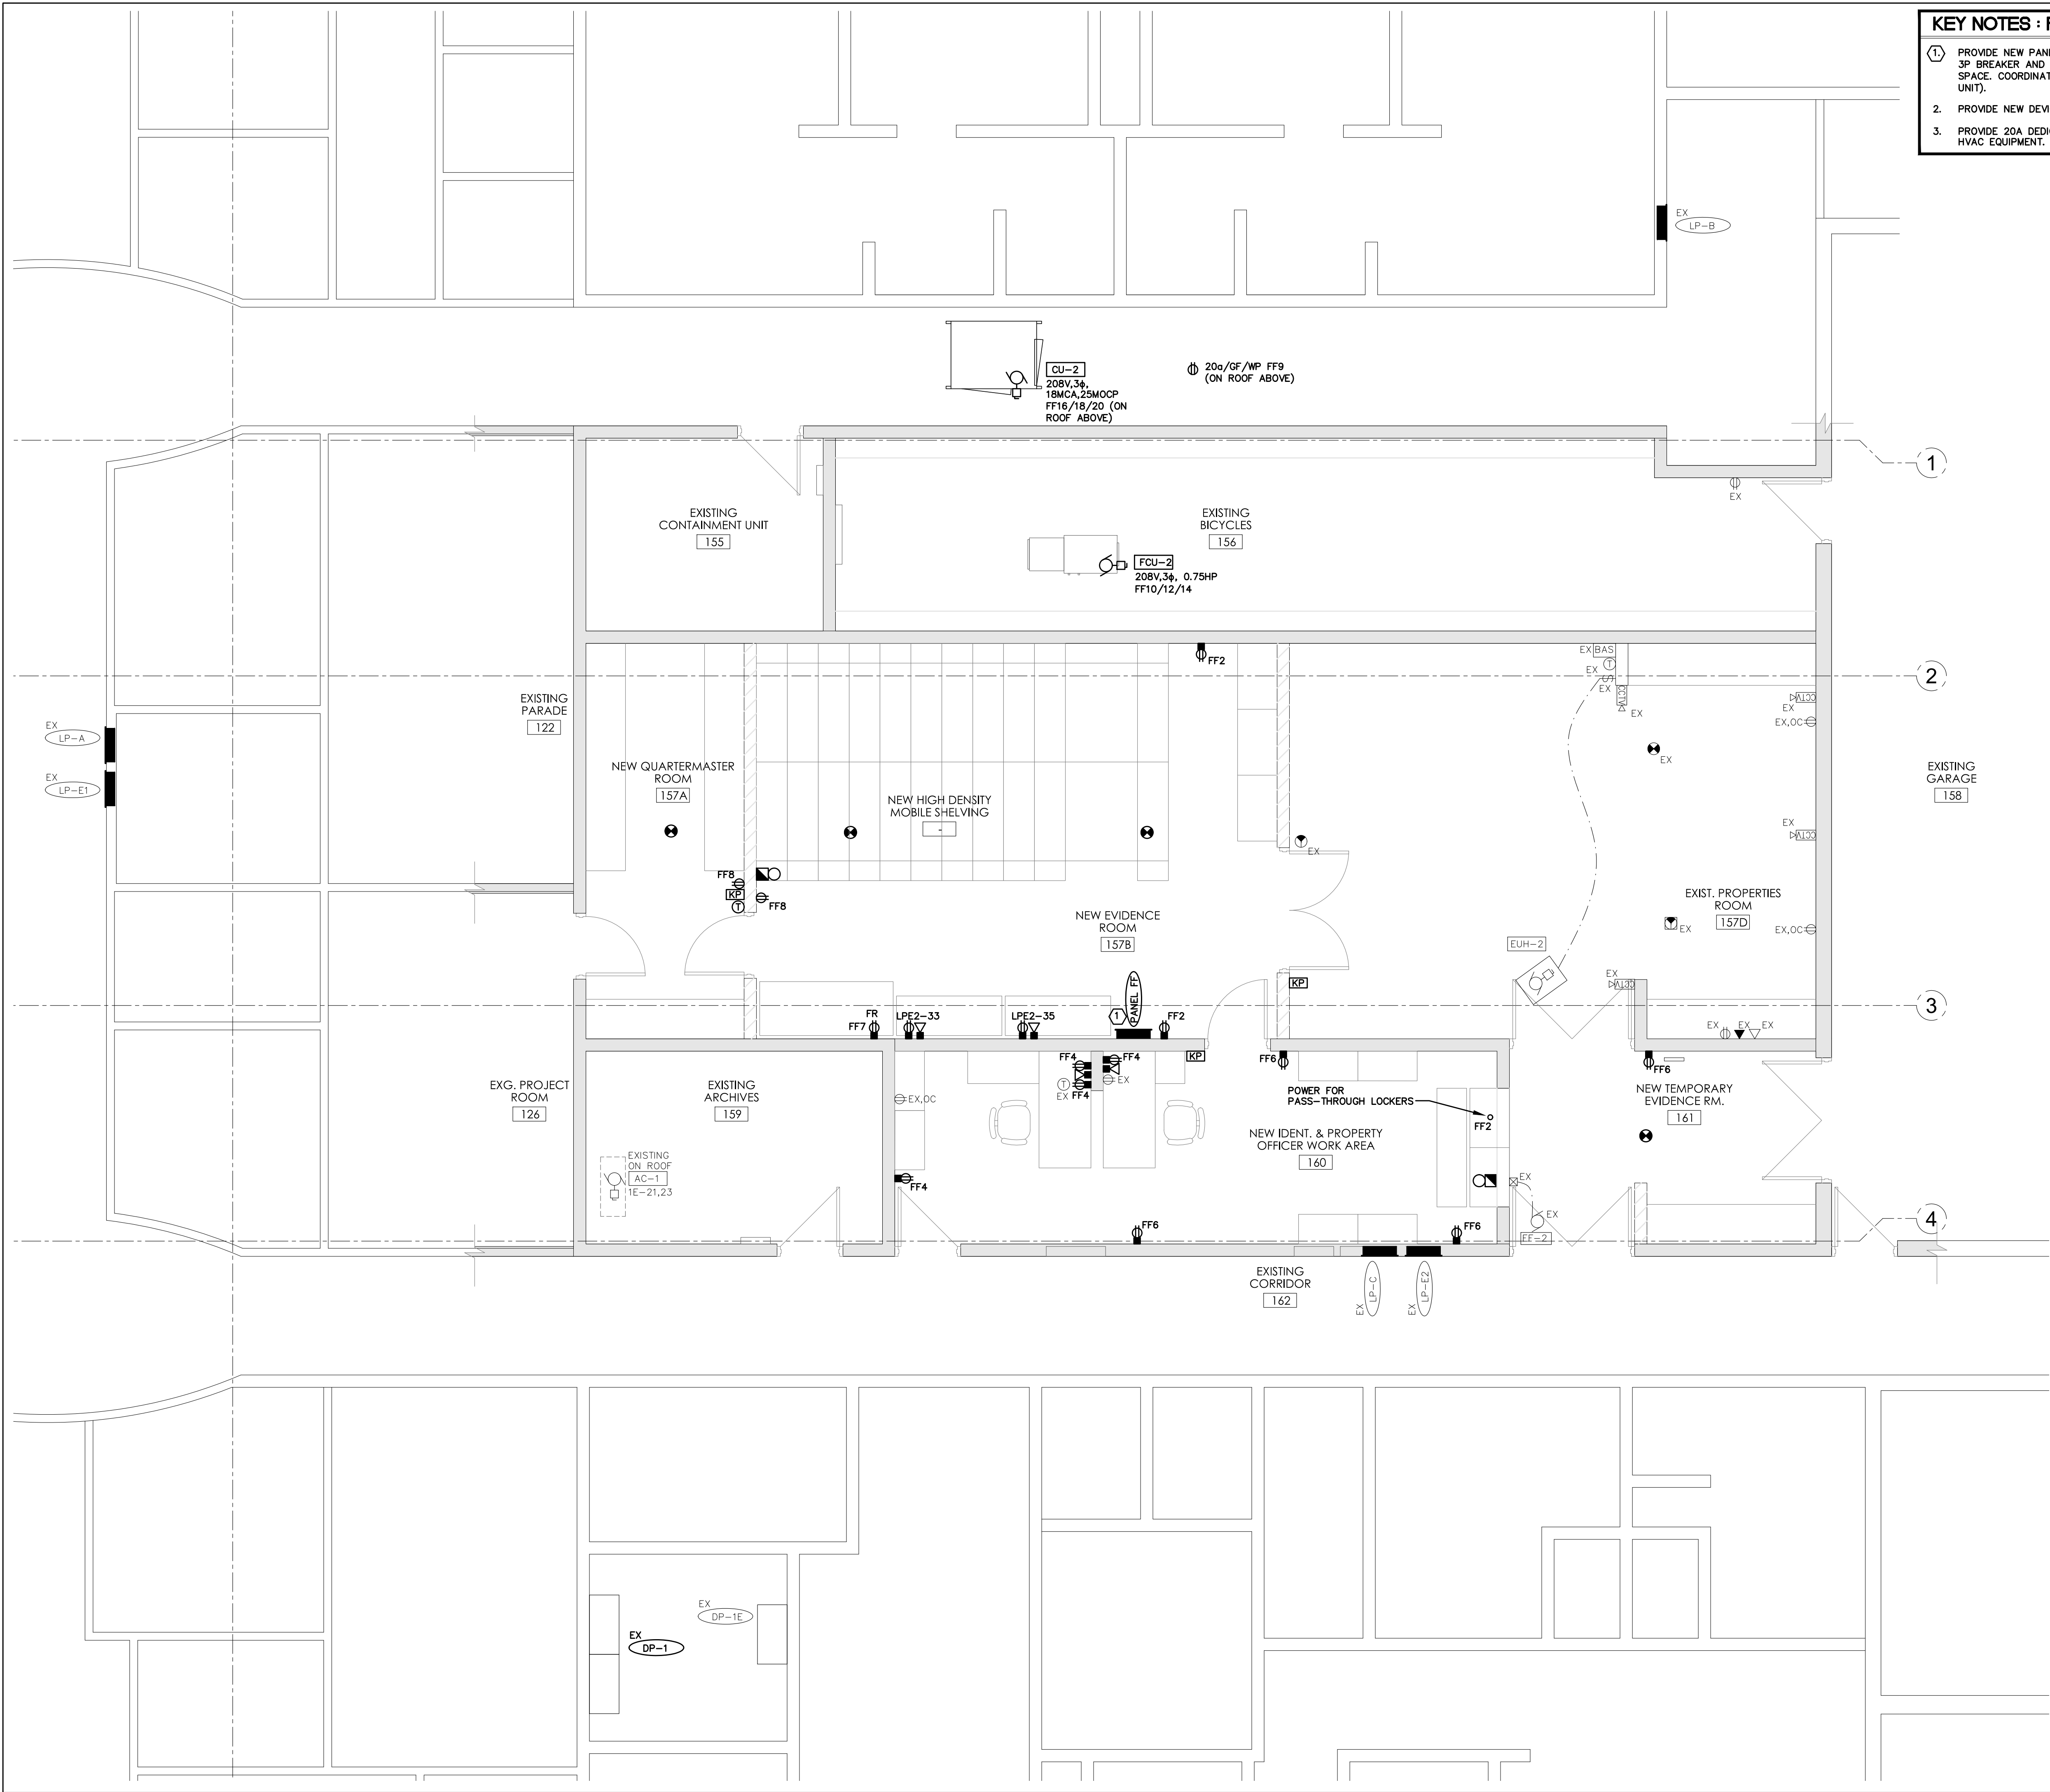 KEY NOTES :
1. PROVIDE NEW
3P BREAKER AND
SPACE.
UNIT).
2. PROVIDE NEW
3. PROVIDE 20A
HVAC EQUIPMENT.
EX
LP-B
CU-2
208V,3ϕ,
18MCA,25MOCP
FF16/18/20 (ON
ROOF ABOVE)
20a/GF/WP FF9
(ON ROOF ABOVE)
1
EX
EXISTING
CONTAINMENT UNIT
155
EXISTING
BICYCLES
156
FCU-2
208V,3ϕ, 0.75HP
FF10/12/14
FF2
EX BAS
EX T
EX
CCTV
EX
2
CCTV
EX
EX,OC
EXISTING
PARADE
122
EX
LP-A
EX
LP-E1
NEW QUARTERMASTER
ROOM
157A
NEW HIGH DENSITY
MOBILE SHELVING
-
EX
EXISTING
GARAGE
158
EX
CCTV
EX
FF8
KP
T
FF8
NEW EVIDENCE
ROOM
157B
EXIST. PROPERTIES
ROOM
157D
EX
EX,OC
EUH-2
EX
CCTV
KP
PANEL FF
1
FR
FF7
LPE2-33
LPE2-35
FF2
3
EX EX EX
KP
FF4
FF4
EX
T
EX FF4
FF6
FF6
EXG. PROJECT
ROOM
126
EXISTING
ARCHIVES
159
EX,OC
POWER FOR
PASS-THROUGH LOCKERS
FF2
NEW TEMPORARY
EVIDENCE RM.
161
NEW IDENT. & PROPERTY
OFFICER WORK AREA
160
EXISTING
ON ROOF
AC-1
1E-21,23
FF4
EX
EX
FF-2
FF6
FF6
4
EXISTING
CORRIDOR
162
EX
LP-C
EX
LP-E2
EX
DP-1E
EX
DP-1